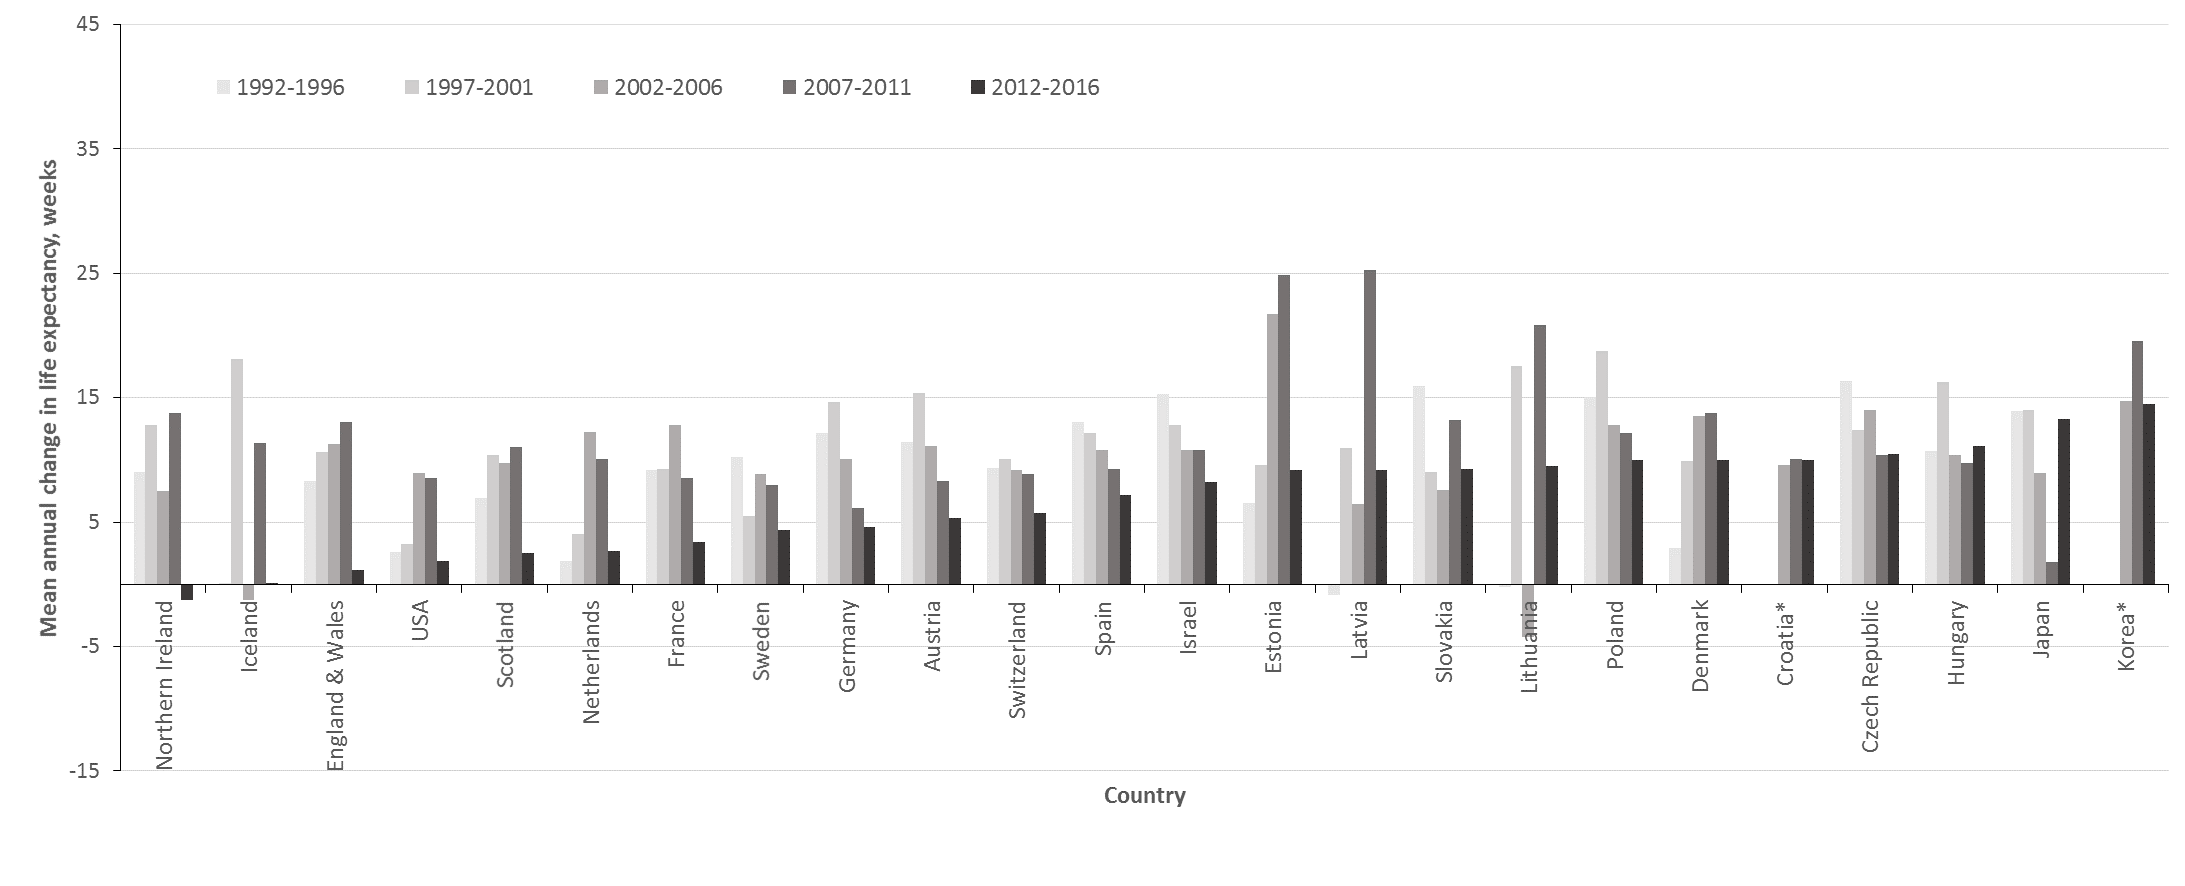 45
35
25
15
5
-5
-15
Mean annual change in life expectancy, weeks
1992-1996 1997-2001 2002-2006 2007-2011 2012-2016
Northern Ireland
Iceland
England & Wales
USA
Scotland
Netherlands
France
Sweden
Germany
Austria
Switzerland
Spain
Israel
Estonia
Latvia
Slovakia
Lithuania
Poland
Denmark
Croatia*
Czech Republic
Hungary
Japan
Korea*
Country